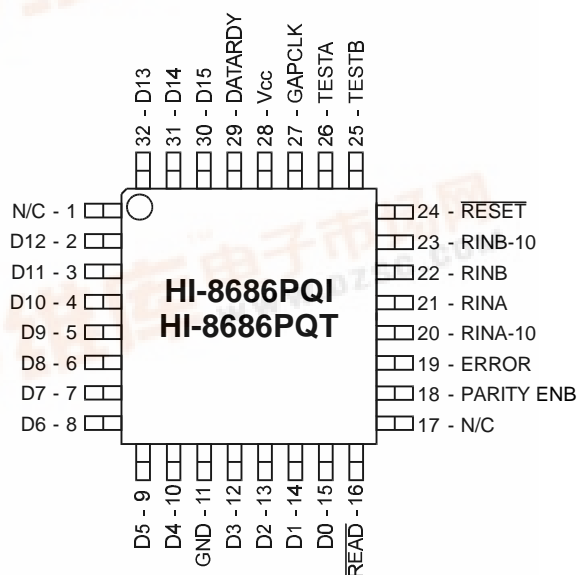 32 - D13
31 - D14
30 - D15
29 - DATARDY
28 - Vcc
27 - GAPCLK
26 - TESTA
25 - TESTB
N/C - 1
D12 - 2
D11 - 3
D10 - 4
D9 - 5
D8 - 6
D7 - 7
D6 - 8
HI-8686PQI
HI-8686PQT
24 - RESET
23 - RINB-10
22 - RINB
21 - RINA
20 - RINA-10
19 - ERROR
18 - PARITY ENB
17 - N/C
D5 - 9
D4 - 10
GND - 11
D3 - 12
D2 - 13
D1 - 14
D0 - 15
READ - 16